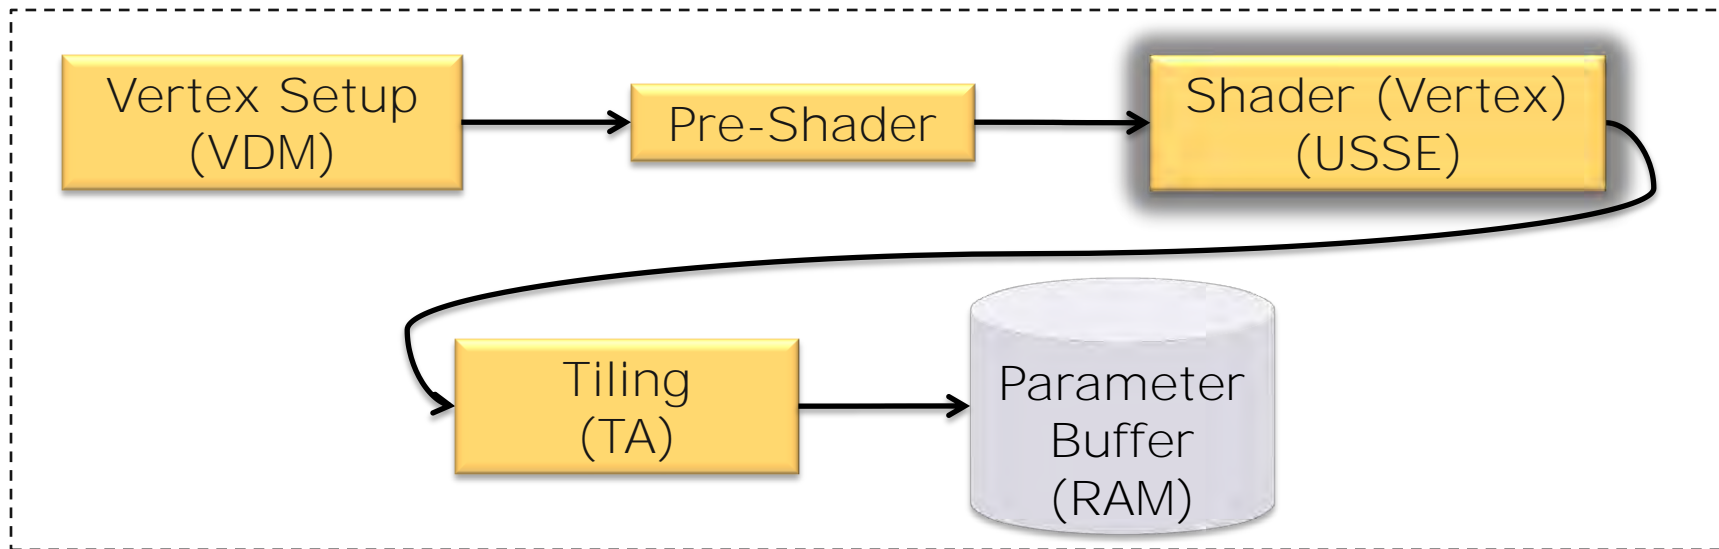 Vertex Setup
(VDM)
Pre-Shader
Shader (Vertex)
(USSE)
Tiling
(TA)
Parameter
Buffer
(RAM)